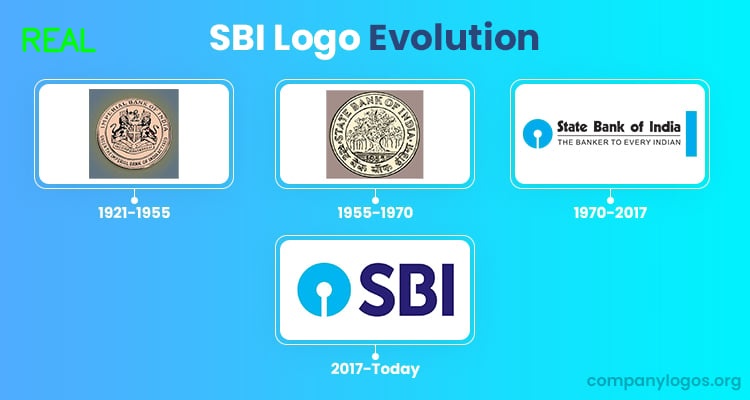 REAL
SBI Logo Evolution
IMPERIAL BANK OF INDIA
STATE BANK OF INDIA
1955
State Bank of India
THE BANKER TO EVERY INDIAN
1921-1955
1955-1970
1970-2017
SBI
2017-Today
companylogos.org